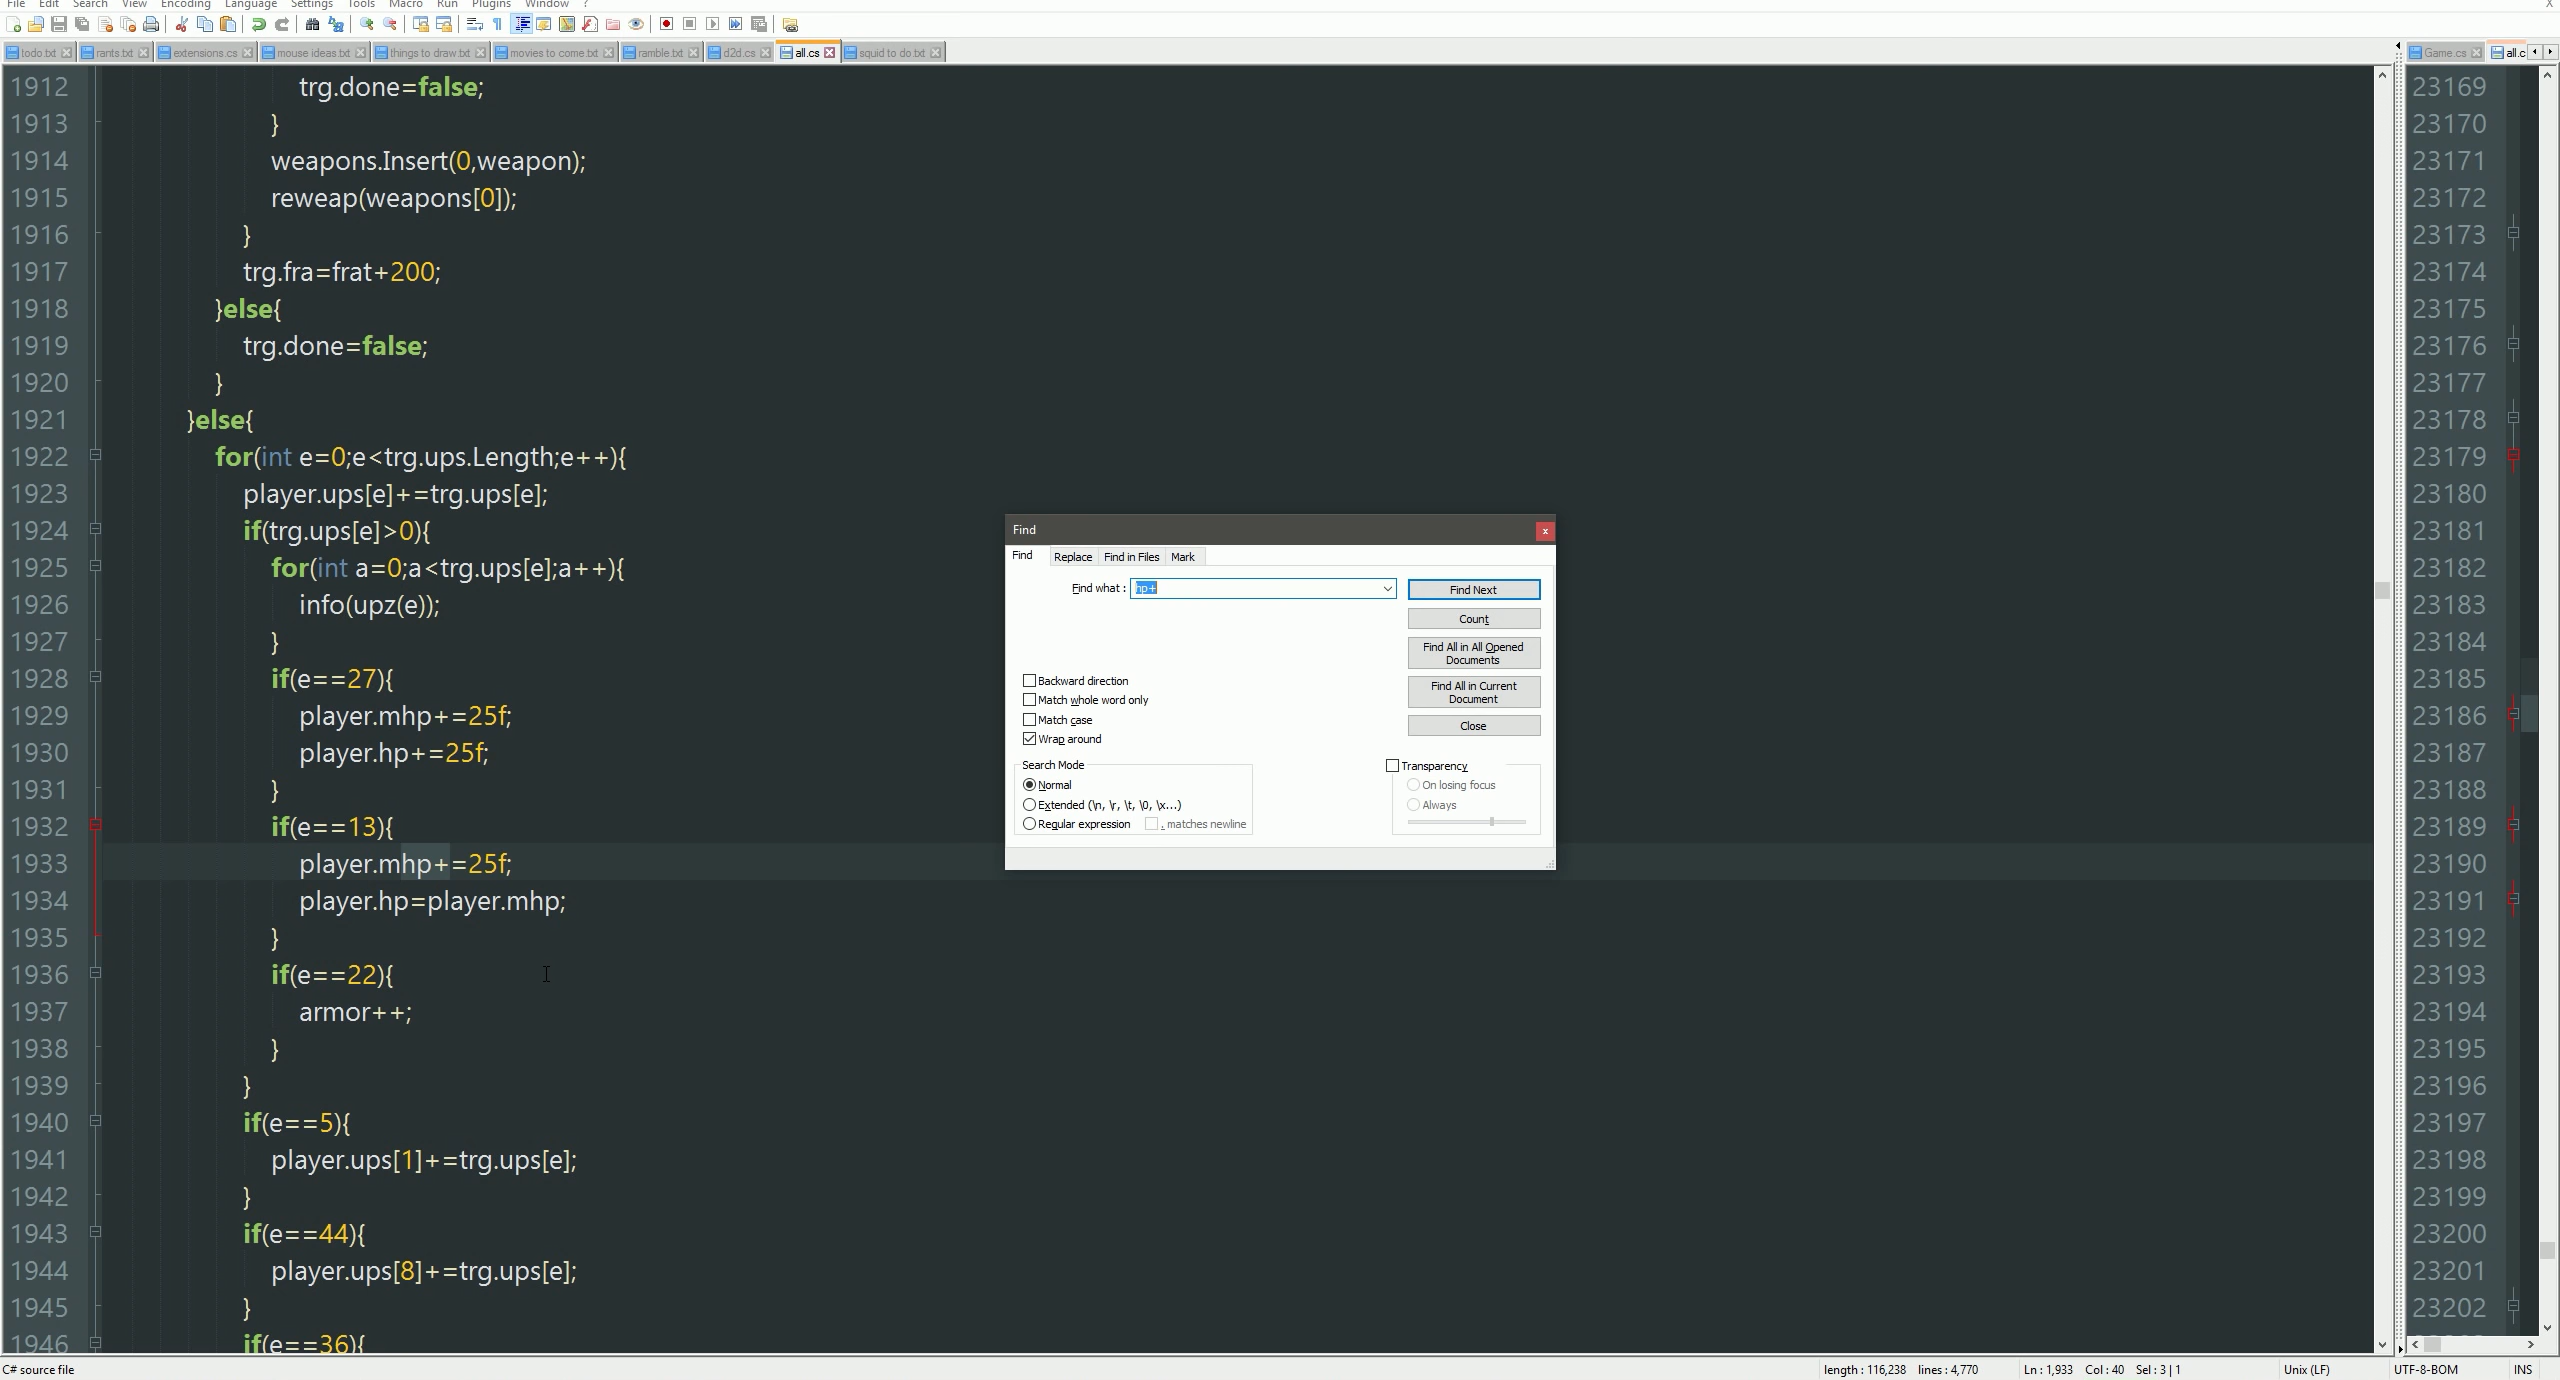 File Edit Search View Encoding Language Settings Tools Macro Run Plugins Window ? X
todo.txt rants.txt extensions.cs mouse ideas.txt things to draw.txt movies to come.txt ramble.txt d2d.cs all.cs squid to do.txt Game.cs all.c
1912 trg.done=false; 23169
1913 } 23170
1914 weapons.Insert(0,weapon); 23171
1915 reweap(weapons[0]); 23172
1916 } 23173
1917 trg.fra=frat+200; 23174
1918 }else{ 23175
1919 trg.done=false; 23176
1920 } 23177
1921 }else{ 23178
1922 for(int e=0;e<trg.ups.Length;e++){ 23179
1923 player.ups[e]+=trg.ups[e]; 23180
1924 if(trg.ups[e]>0){ 23181
1925 for(int a=0;a<trg.ups[e];a++){ 23182
1926 info(upz(e)); 23183
1927 } 23184
1928 if(e==27){ 23185
1929 player.mhp+=25f; 23186
1930 player.hp+=25f; 23187
1931 } 23188
1932 if(e==13){ 23189
1933 player.mhp+=25f; 23190
1934 player.hp=player.mhp; 23191
1935 } 23192
1936 if(e==22){ 23193
1937 armor++; 23194
1938 } 23195
1939 } 23196
1940 if(e==5){ 23197
1941 player.ups[1]+=trg.ups[e]; 23198
1942 } 23199
1943 if(e==44){ 23200
1944 player.ups[8]+=trg.ups[e]; 23201
1945 } 23202
1946 if(e==36){
Find x
Find Replace Find in Files Mark
Find what : hp+ Find Next
Count
Find All in All Opened
Documents
Backward direction
Find All in Current
Document
Match whole word only
Match case
Close
Wrap around
Search Mode
Transparency
Normal
On losing focus
Extended (\n, \r, \t, \0, \x...)
Always
Regular expression . matches newline
C# source file length : 116,238 lines : 4,770 Ln : 1,933 Col : 40 Sel : 3 | 1 Unix (LF) UTF-8-BOM INS